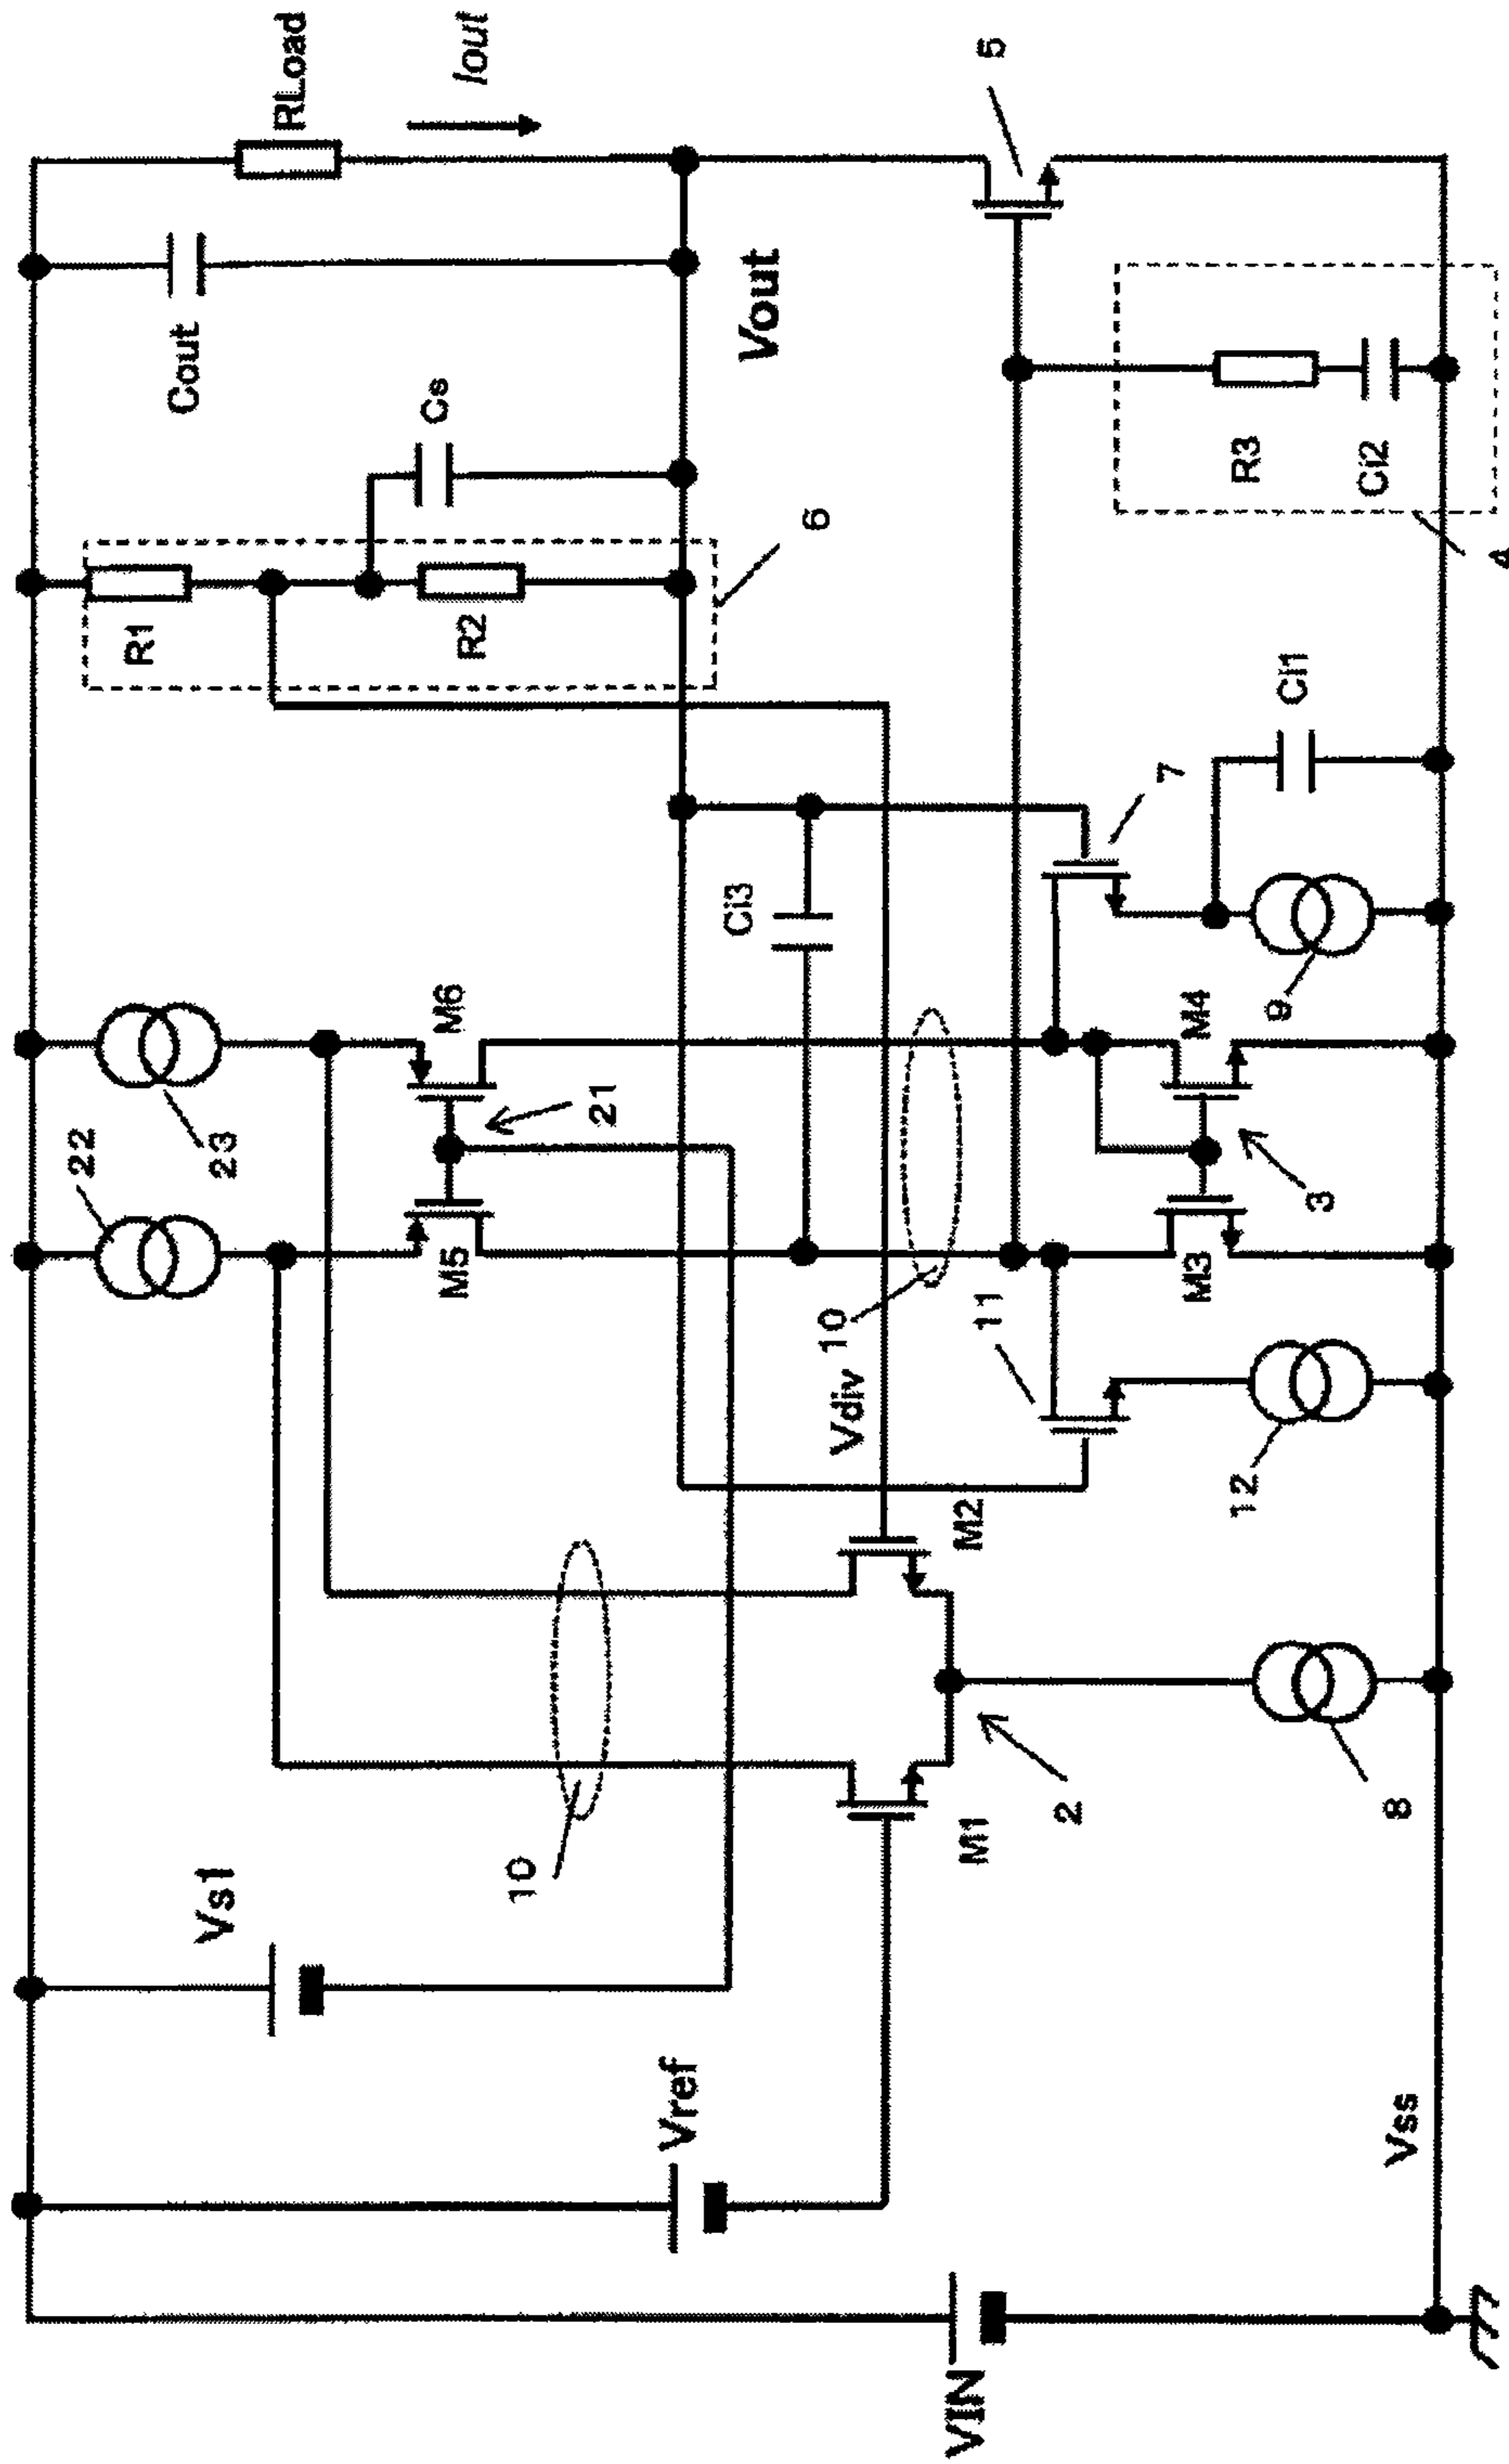 22
23
R1
Cout
RLoad
Vs1
M5
M6
R2
Cs
Iout
10
21
Vref
Ci3
Vout
10
6
Vdiv
VIN
M1
M2
11
5
2
7
M3
M4
12
R3
9
Ci1
3
Ci2
8
Vss
4